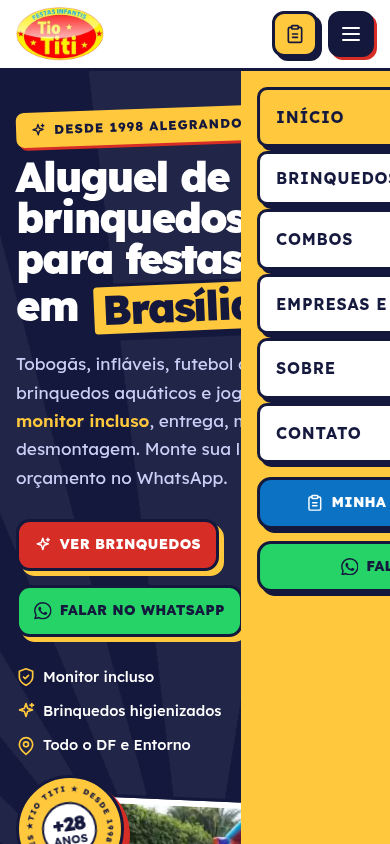 FESTAS INFANTIS
Tio
Titi
DESDE 1998 ALEGRANDO
Aluguel de
brinquedos
para festas
em Brasília
Tobogãs, infláveis, futebol
brinquedos aquáticos e jog
monitor incluso, entrega, m
desmontagem. Monte sua l
orçamento no WhatsApp.
VER BRINQUEDOS
FALAR NO WHATSAPP
Monitor incluso
Brinquedos higienizados
Todo o DF e Entorno
TIO TITI ★ DESDE 1998
+28
ANOS
INÍCIO
BRINQUEDOS
COMBOS
EMPRESAS E
SOBRE
CONTATO
MINHA
FAL